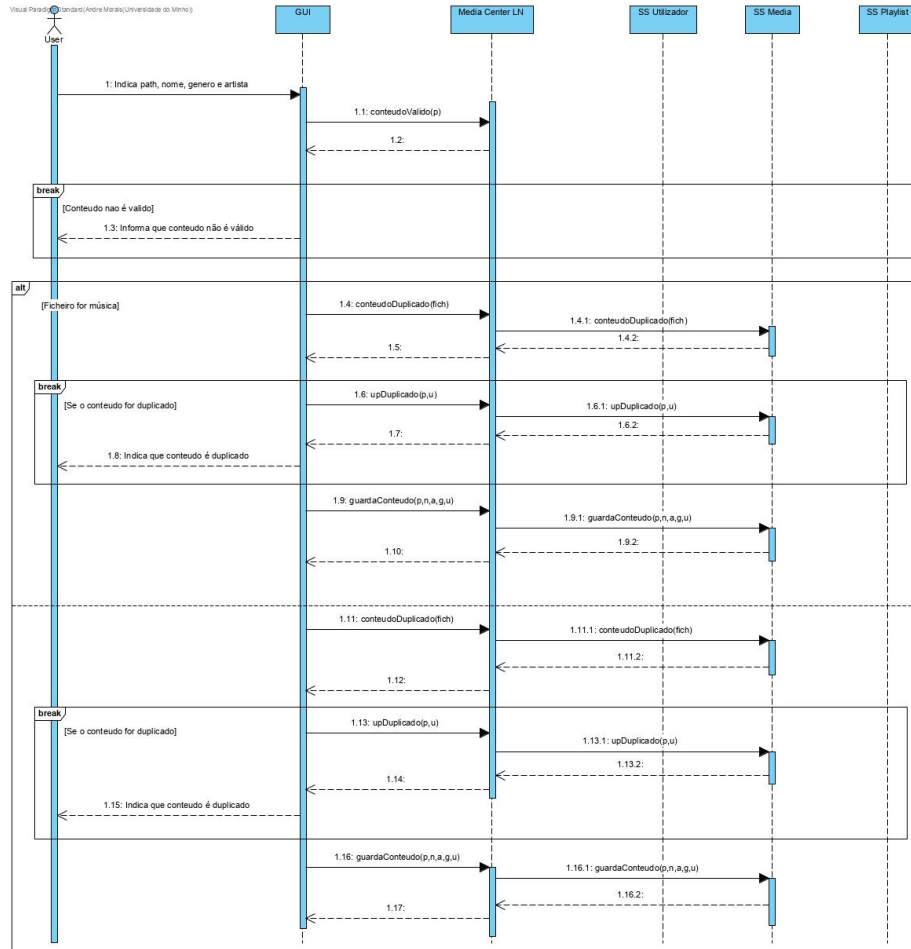 Visual Paradigm Standard(Andre Morais(Universidade do Minho))
User
GUI
Media Center LN
SS Utilizador
SS Media
SS Playlist
1: Indica path, nome, genero e artista
1.1: conteudoValido(p)
1.2:
break
[Conteudo nao é valido]
1.3: Informa que conteudo não é válido
alt
[Ficheiro for música]
1.4: conteudoDuplicado(fich)
1.4.1: conteudoDuplicado(fich)
1.4.2:
1.5:
break
[Se o conteudo for duplicado]
1.6: upDuplicado(p,u)
1.6.1: upDuplicado(p,u)
1.6.2:
1.7:
1.8: Indica que conteudo é duplicado
1.9: guardaConteudo(p,n,a,g,u)
1.9.1: guardaConteudo(p,n,a,g,u)
1.9.2:
1.10:
1.11: conteudoDuplicado(fich)
1.11.1: conteudoDuplicado(fich)
1.11.2:
1.12:
break
[Se o conteudo for duplicado]
1.13: upDuplicado(p,u)
1.13.1: upDuplicado(p,u)
1.13.2:
1.14:
1.15: Indica que conteudo é duplicado
1.16: guardaConteudo(p,n,a,g,u)
1.16.1: guardaConteudo(p,n,a,g,u)
1.16.2:
1.17: